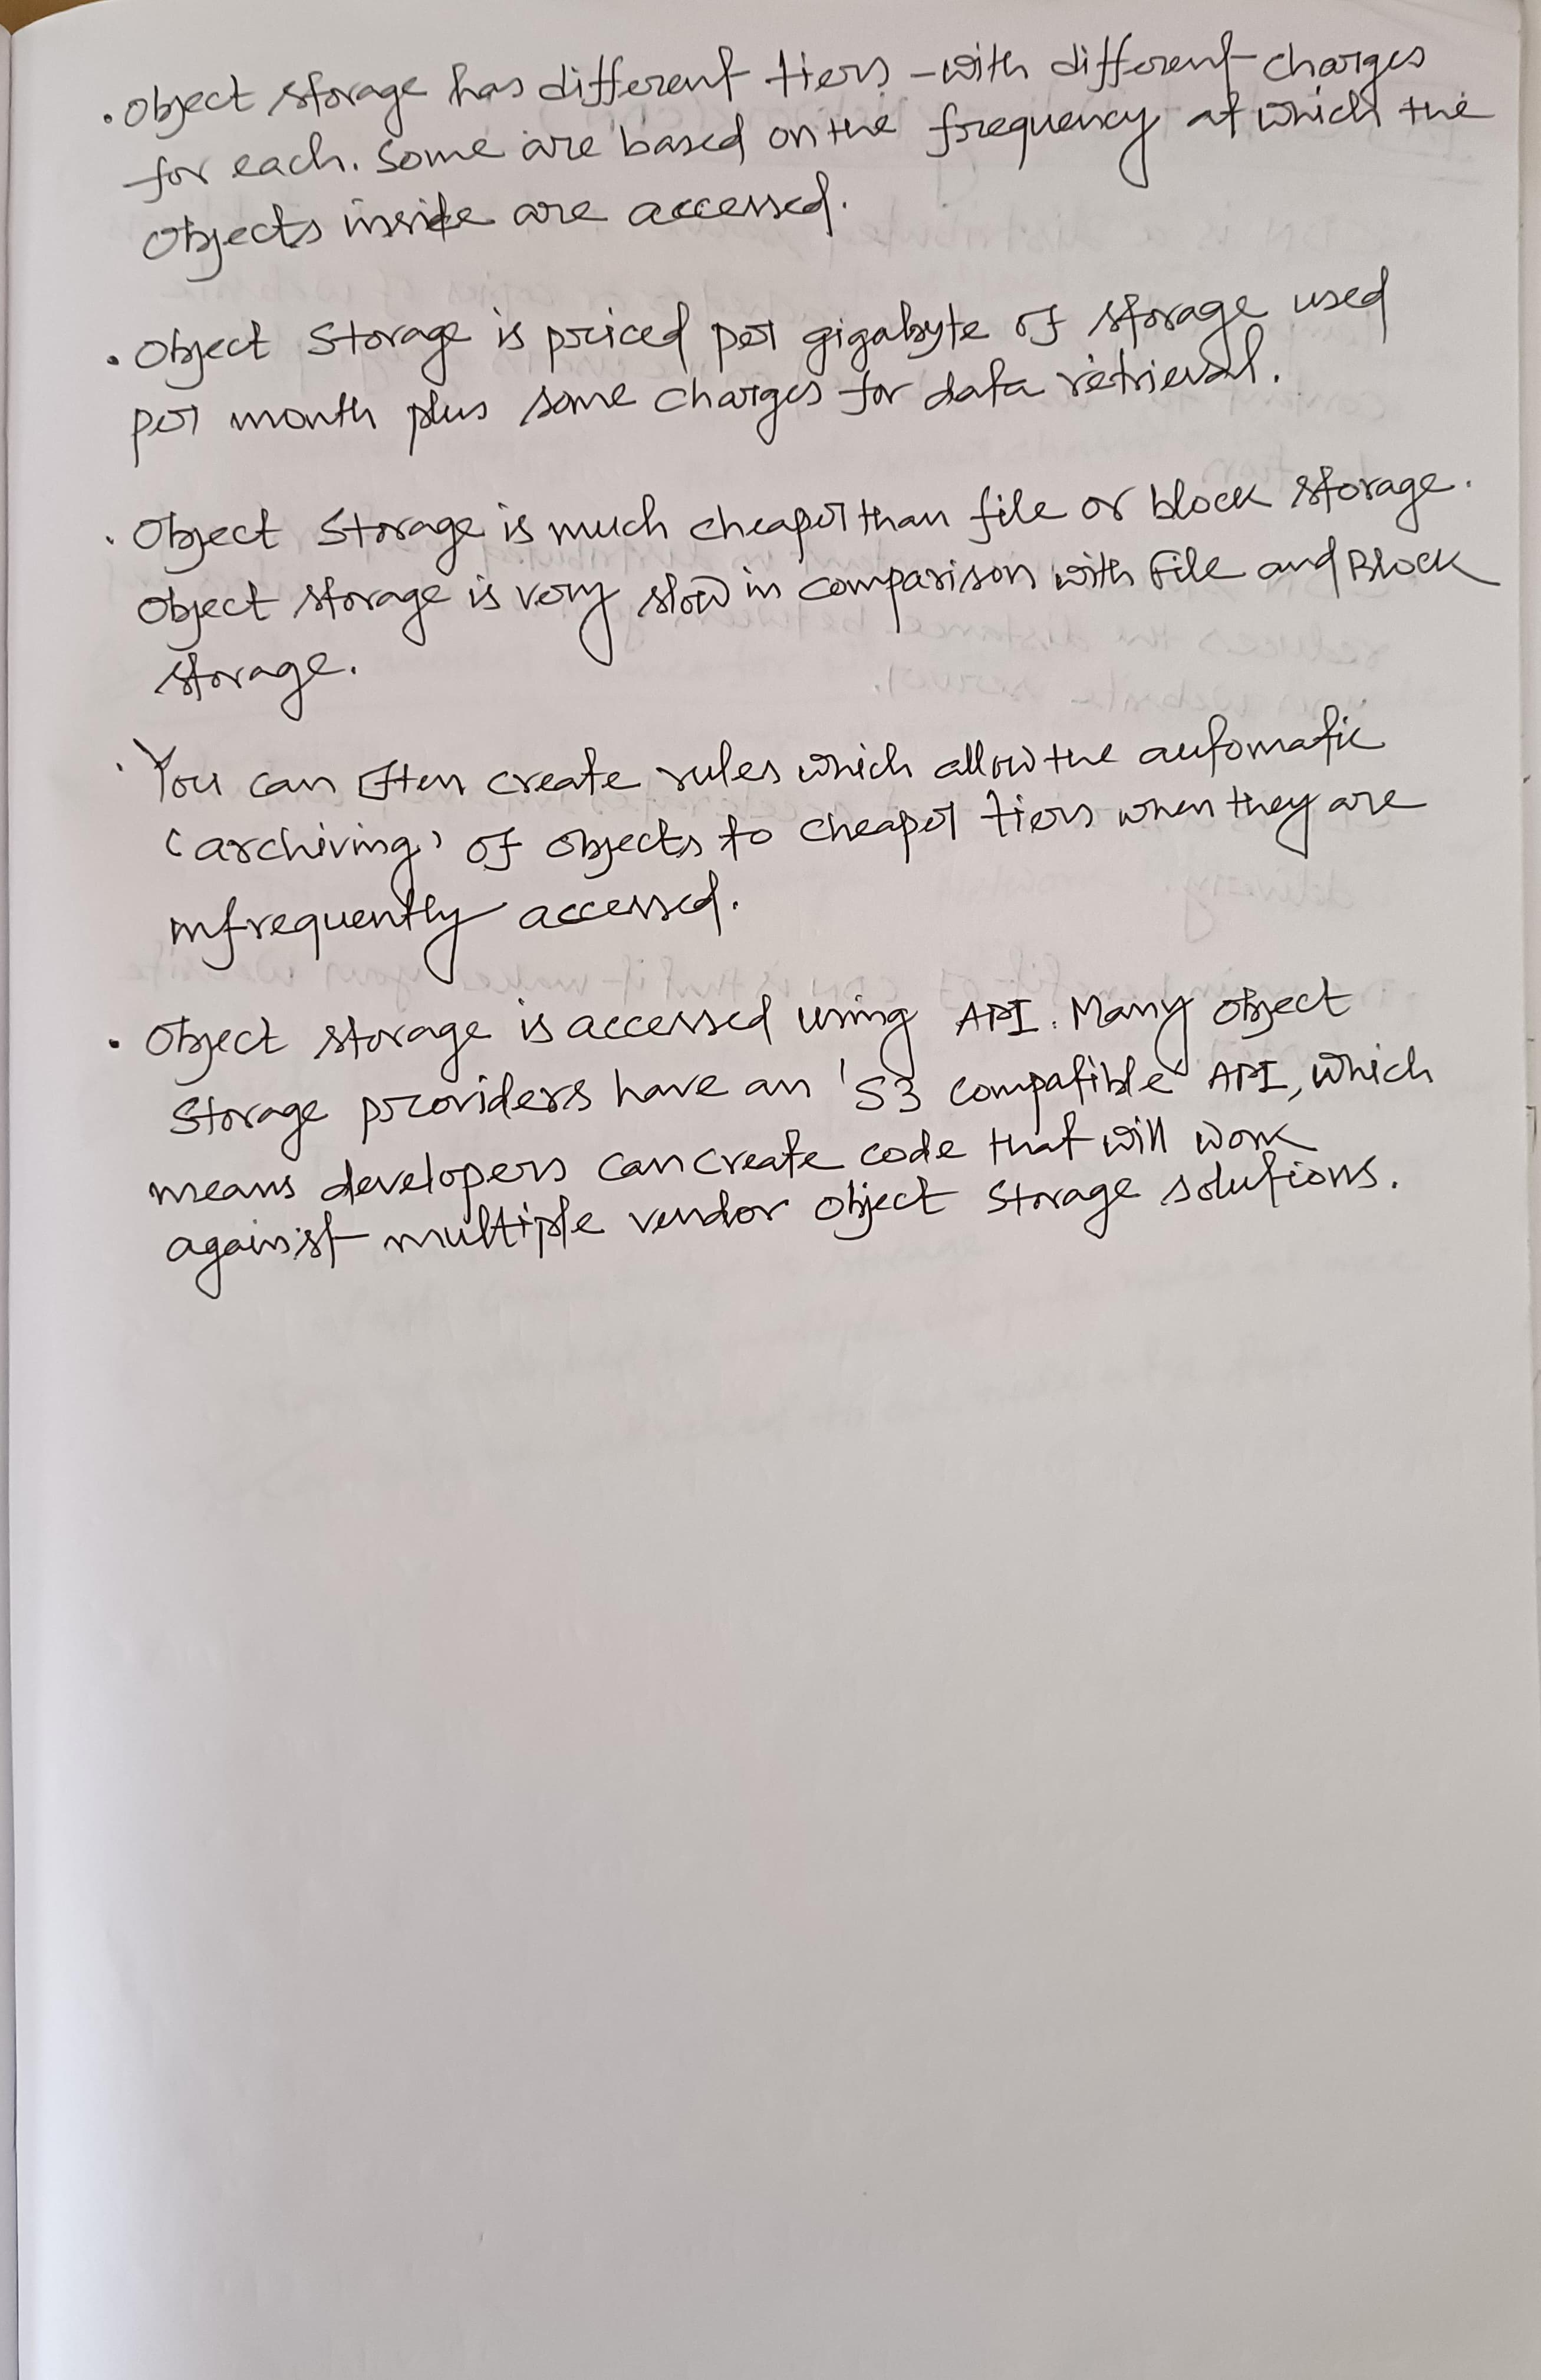 • Object storage has different tiers - with different charges
for each. Some are based on the frequency at which the
objects inside are accessed.
• Object Storage is priced per gigabyte of storage used
per month plus some charges for data retrieval.
• Object Storage is much cheaper than file or block storage.
Object storage is very slow in comparison with File and Block
storage.
• You can Often create rules which allow the automatic
'archiving' of objects to cheaper tiers when they are
infrequently accessed.
• Object storage is accessed using API. Many object
Storage providers have an 'S3 compatible' API, which
means developers can create code that will work
against multiple vendor object Storage solutions.